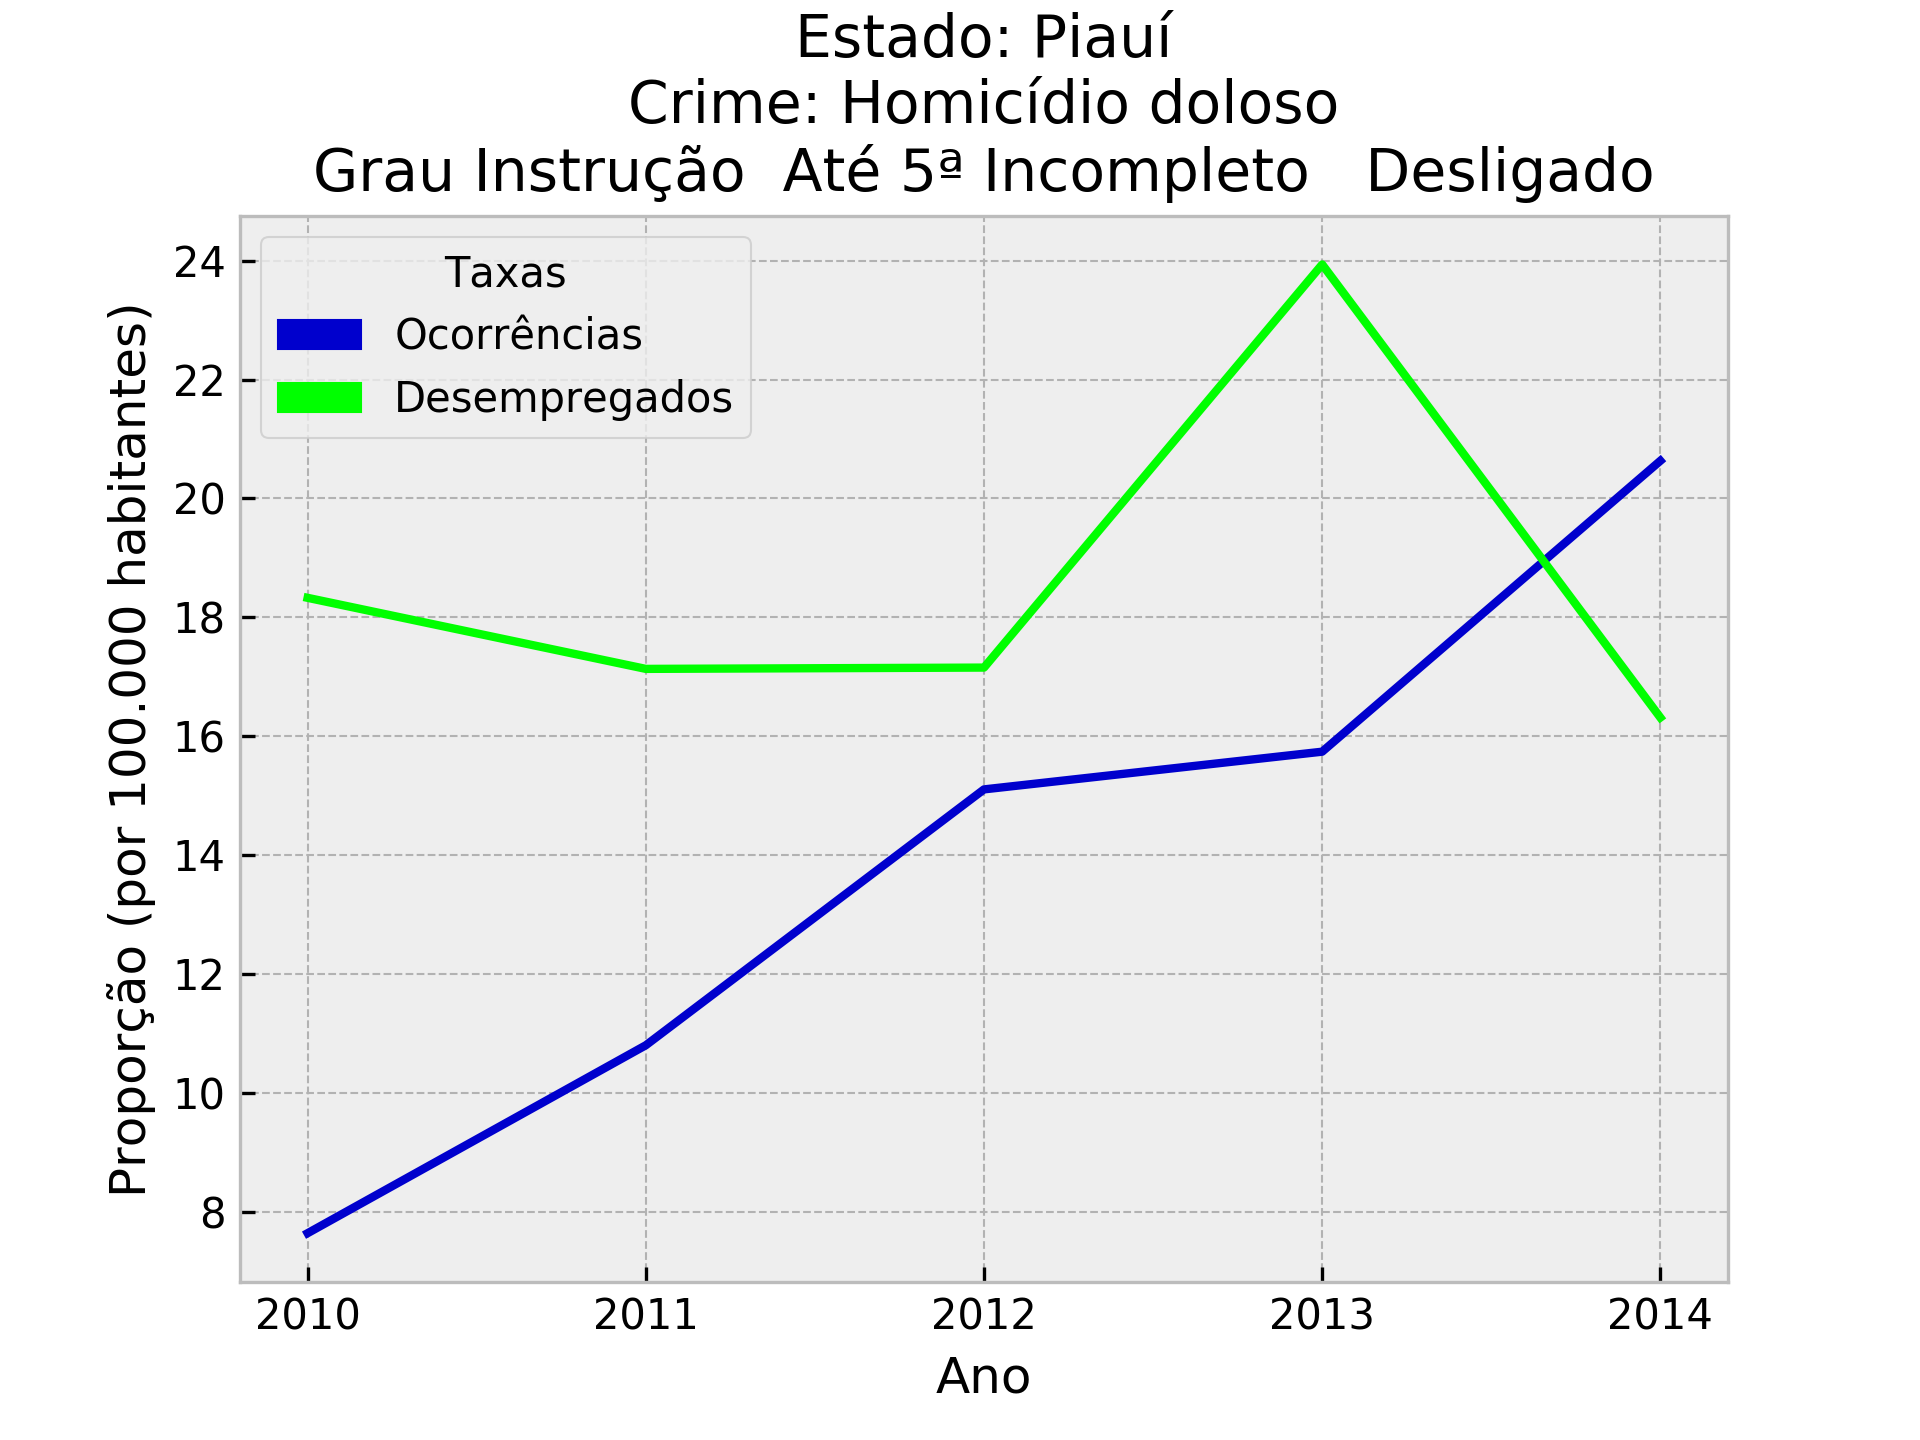 Estado: Piauí
Crime: Homicídio doloso
Grau Instrução  Até 5ª Incompleto   Desligado
Taxas
Ocorrências
Desempregados
Proporção (por 100.000 habitantes)
24
22
20
18
16
14
12
10
8
2010 2011 2012 2013 2014
Ano